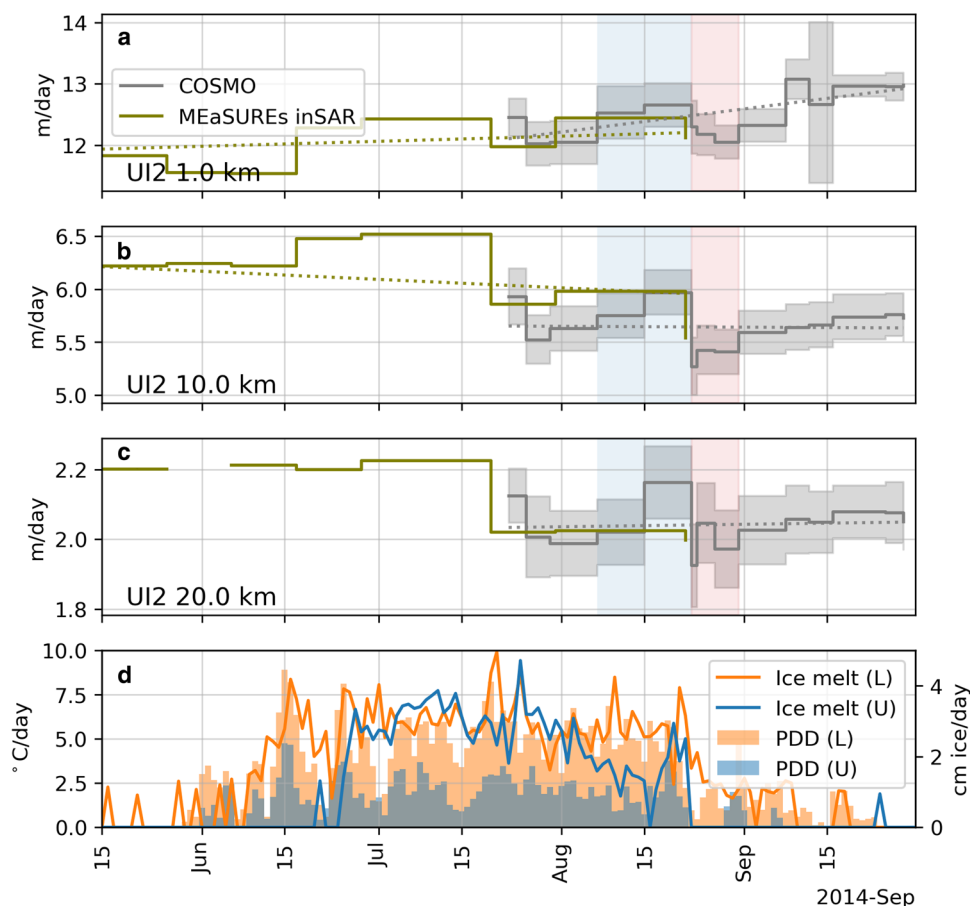 a
14
13
12
m/day
COSMO
MEaSUREs inSAR
UI2 1.0 km
b
6.5
6.0
5.5
5.0
m/day
UI2 10.0 km
c
2.2
2.0
1.8
m/day
UI2 20.0 km
d
10.0
7.5
5.0
2.5
0.0
°C/day
Ice melt (L)
Ice melt (U)
PDD (L)
PDD (U)
4
2
0
cm ice/day
15 Jun 15 Jul 15 Aug 15 Sep 15
2014-Sep